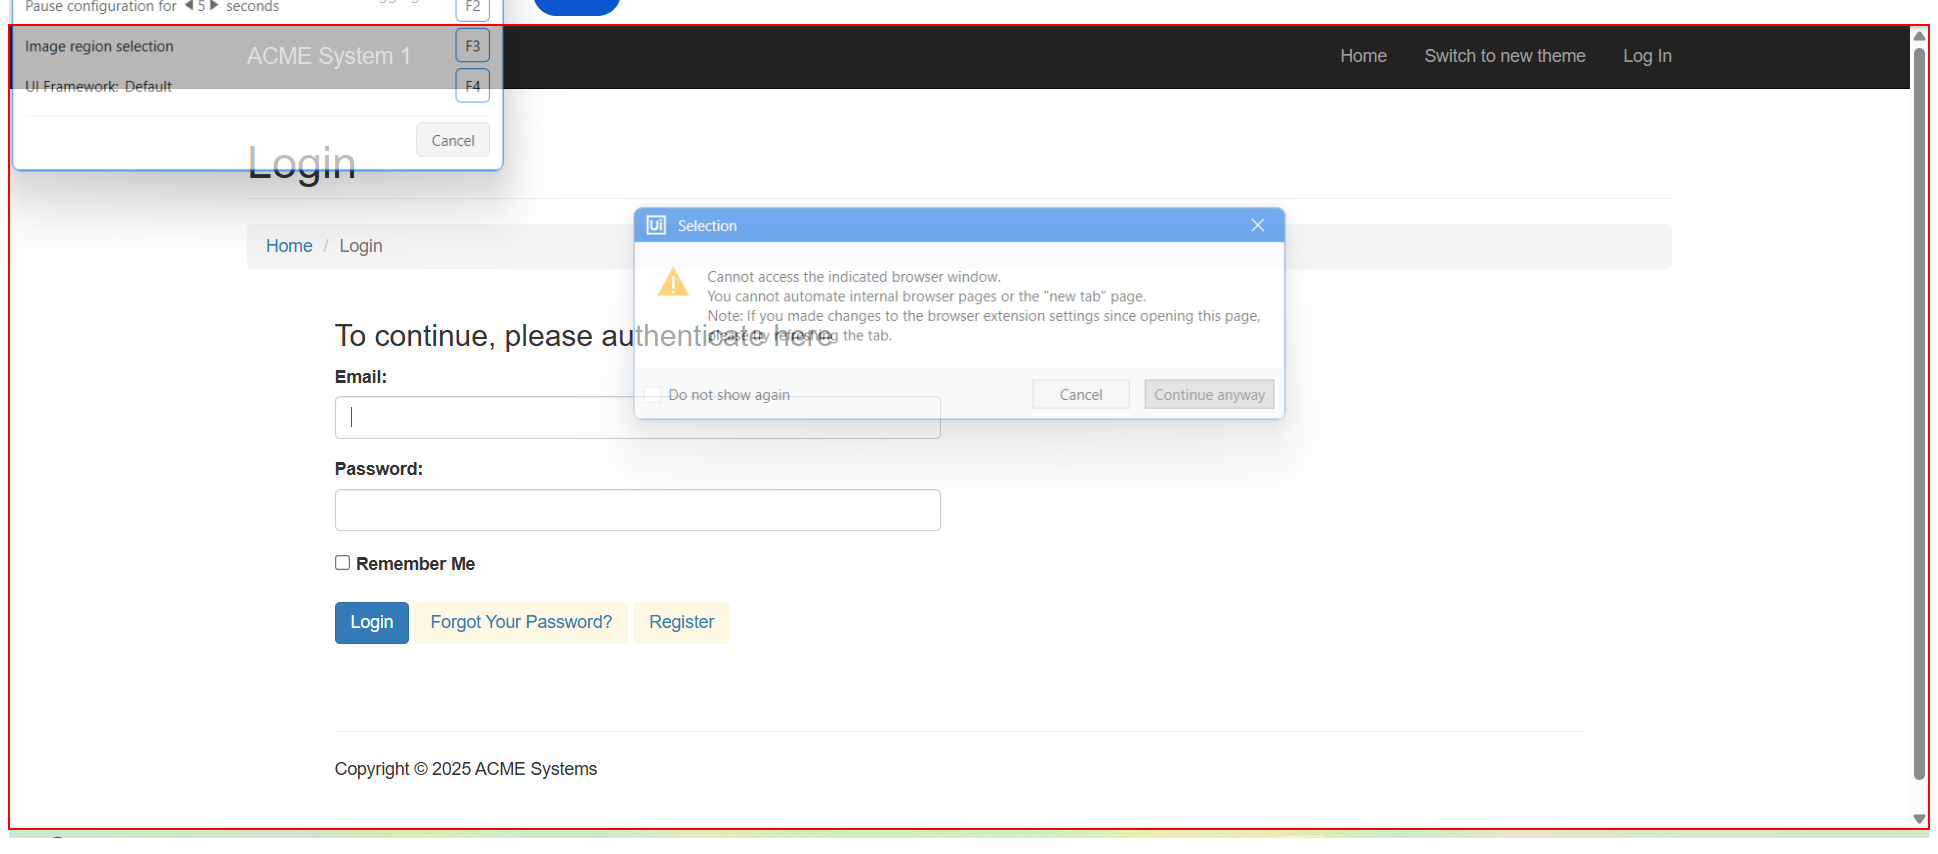 Pause configuration for 5 seconds F2
Image region selection F3
ACME System 1
Home Switch to new theme Log In
UI Framework: Default F4
Cancel
Login
Home / Login
Ui Selection
Cannot access the indicated browser window.
You cannot automate internal browser pages or the "new tab" page.
Note: If you made changes to the browser extension settings since opening this page,
please try refreshing the tab.
To continue, please authenticate here
Email:
Do not show again Cancel Continue anyway
Password:
Remember Me
Login Forgot Your Password? Register
Copyright © 2025 ACME Systems